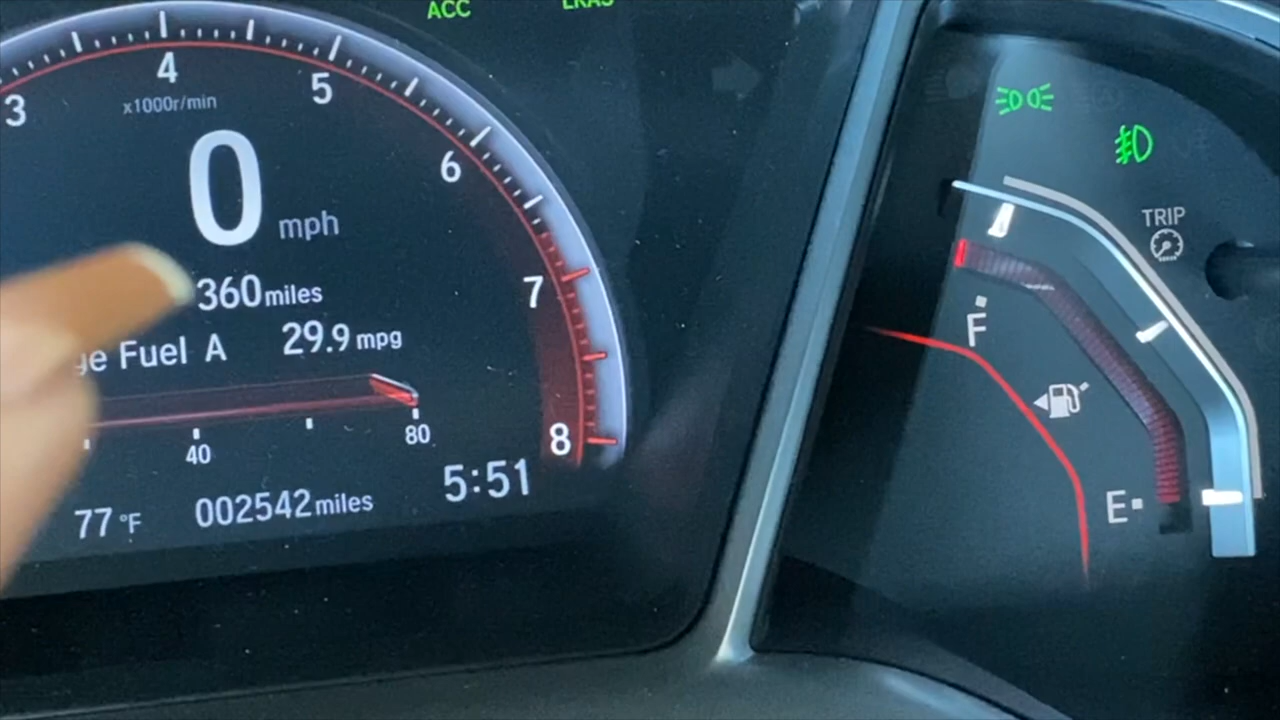 ACC
LKAS
3 4 5 6 7 8
x1000r/min
0 mph
360 miles
Fuel A 29.9 mpg
40 80
77 °F 002542 miles 5:51
TRIP
F
E